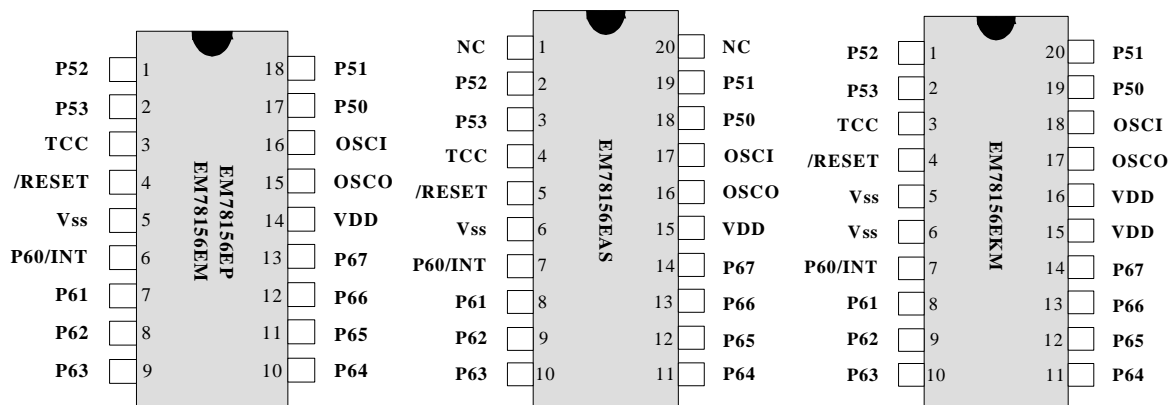 P52 1 18 P51
P53 2 17 P50
TCC 3 16 OSCI
/RESET 4 15 OSCO
Vss 5 14 VDD
P60/INT 6 13 P67
P61 7 12 P66
P62 8 11 P65
P63 9 10 P64
EM78156EP
EM78156EM
NC 1 20 NC
P52 2 19 P51
P53 3 18 P50
TCC 4 17 OSCI
/RESET 5 16 OSCO
Vss 6 15 VDD
P60/INT 7 14 P67
P61 8 13 P66
P62 9 12 P65
P63 10 11 P64
EM78156EAS
P52 1 20 P51
P53 2 19 P50
TCC 3 18 OSCI
/RESET 4 17 OSCO
Vss 5 16 VDD
Vss 6 15 VDD
P60/INT 7 14 P67
P61 8 13 P66
P62 9 12 P65
P63 10 11 P64
EM78156EKM